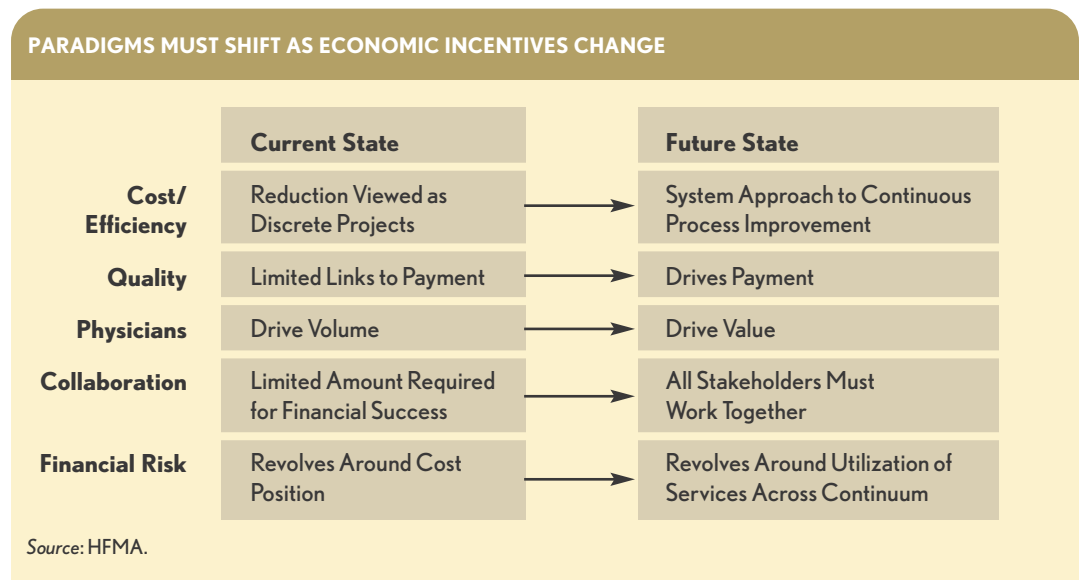 PARADIGMS MUST SHIFT AS ECONOMIC INCENTIVES CHANGE
Current State
Future State
Cost/
Efficiency
Reduction Viewed as
Discrete Projects
System Approach to Continuous
Process Improvement
Quality
Limited Links to Payment
Drives Payment
Physicians
Drive Volume
Drive Value
Collaboration
Limited Amount Required
for Financial Success
All Stakeholders Must
Work Together
Financial Risk
Revolves Around Cost
Position
Revolves Around Utilization of
Services Across Continuum
Source: HFMA.